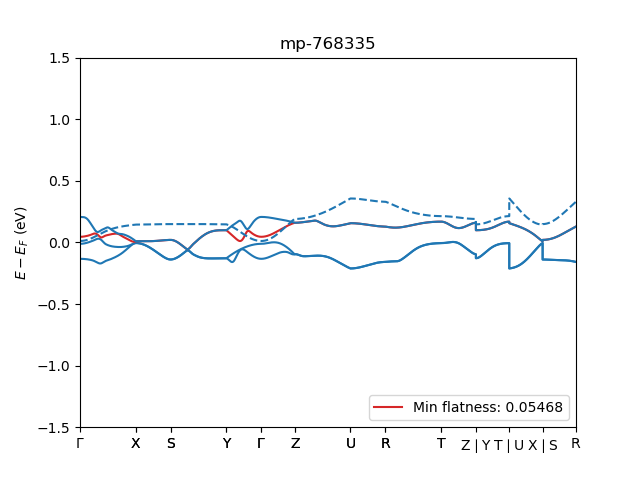 mp-768335
E − E_F (eV)
1.5
1.0
0.5
0.0
−0.5
−1.0
−1.5
Min flatness: 0.05468
Γ X S Y Γ Z U R T Z | Y T | U X | S R